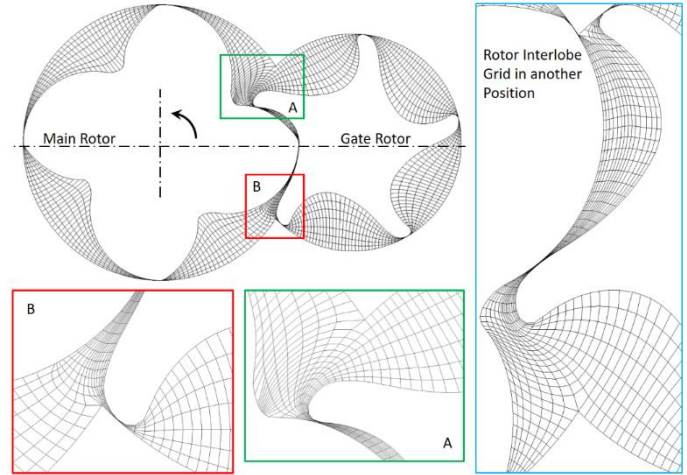 Main Rotor
Gate Rotor
A
B
Rotor Interlobe
Grid in another
Position
B
A